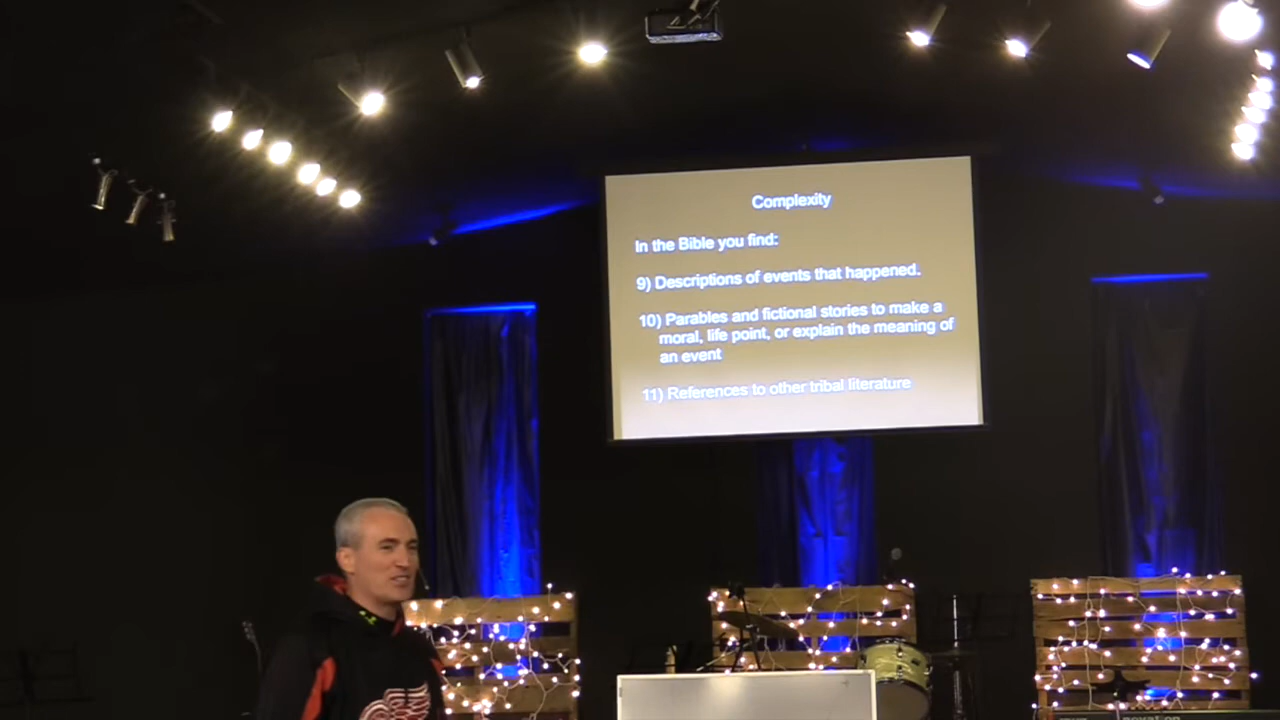 Complexity
In the Bible you find:
9) Descriptions of events that happened.
10) Parables and fictional stories to make a
moral, life point, or explain the meaning of
an event
11) References to other tribal literature